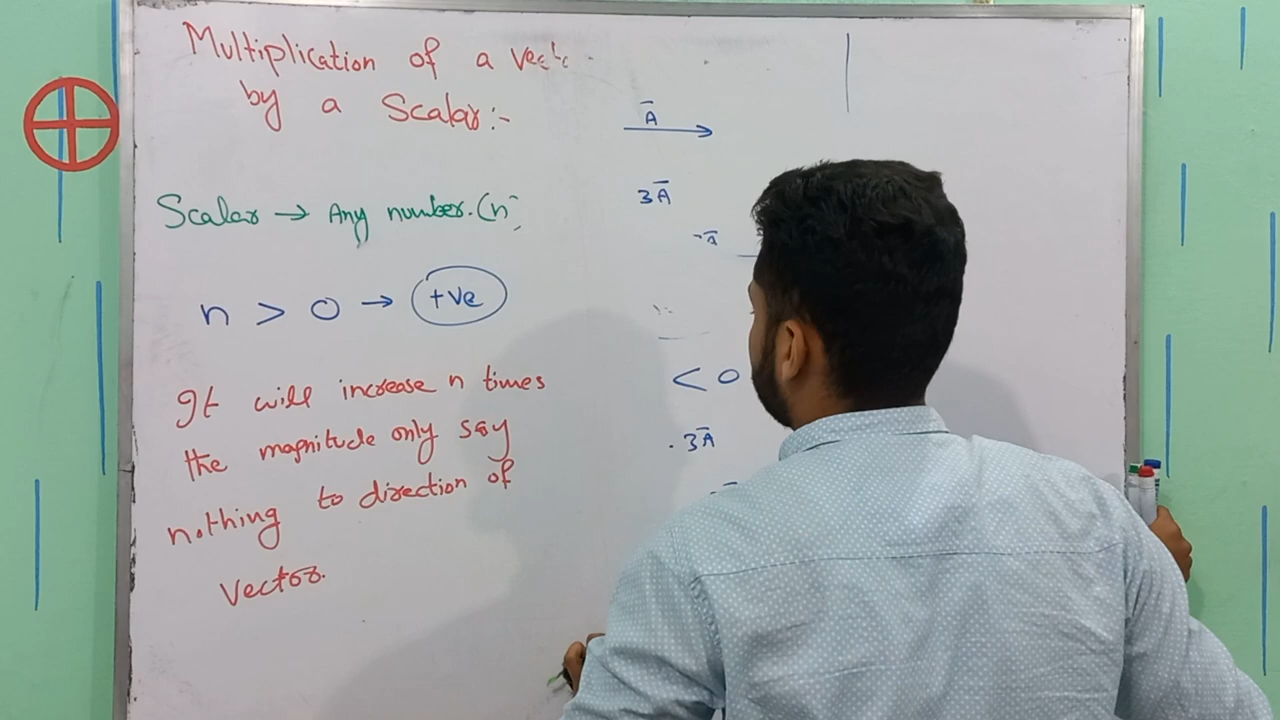 Multiplication of a
by a Scalar:-
Scalar → Any number. (n)
n > 0 → +ve
It will increase n times
the magnitude only say
nothing to direction of
vector.
A̅
3A̅
-A̅
< 0
3A̅